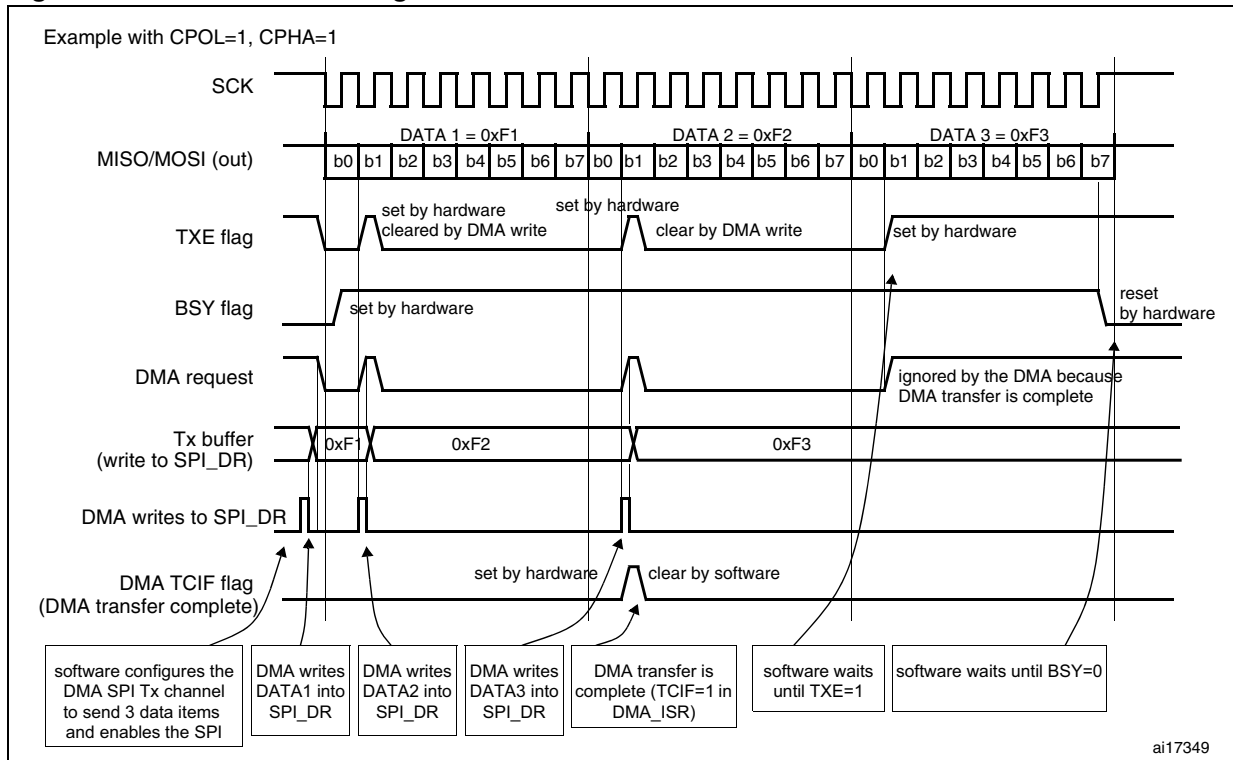 Example with CPOL=1, CPHA=1
SCK
DATA 1 = 0xF1
DATA 2 = 0xF2
DATA 3 = 0xF3
MISO/MOSI (out)
b0 b1 b2 b3 b4 b5 b6 b7 b0 b1 b2 b3 b4 b5 b6 b7 b0 b1 b2 b3 b4 b5 b6 b7
TXE flag
set by hardware
cleared by DMA write
set by hardware
clear by DMA write
set by hardware
BSY flag
set by hardware
reset
by hardware
DMA request
ignored by the DMA because
DMA transfer is complete
Tx buffer
(write to SPI_DR)
0xF1
0xF2
0xF3
DMA writes to SPI_DR
DMA TCIF flag
(DMA transfer complete)
set by hardware
clear by software
software configures the
DMA SPI Tx channel
to send 3 data items
and enables the SPI
DMA writes
DATA1 into
SPI_DR
DMA writes
DATA2 into
SPI_DR
DMA writes
DATA3 into
SPI_DR
DMA transfer is
complete (TCIF=1 in
DMA_ISR)
software waits
until TXE=1
software waits until BSY=0
ai17349